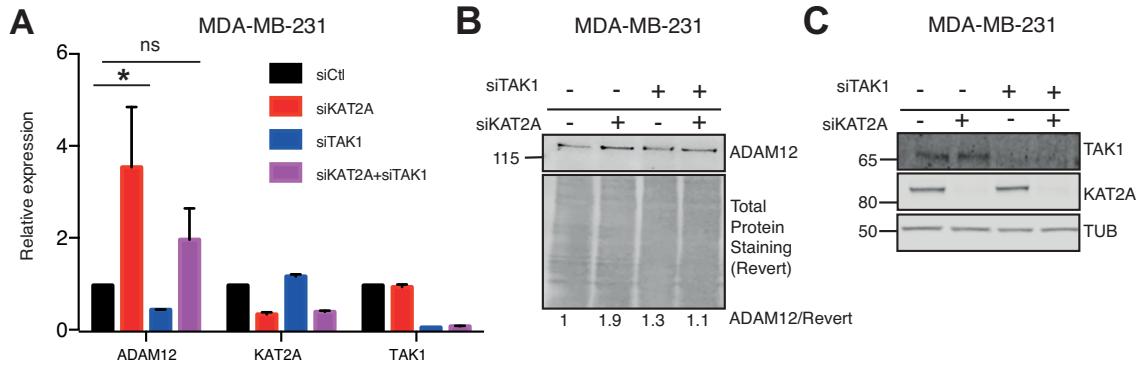 A
MDA-MB-231
Relative expression
6
4
2
0
ns
*
siCtl
siKAT2A
siTAK1
siKAT2A+siTAK1
ADAM12 KAT2A TAK1
B
MDA-MB-231
siTAK1 - - + +
siKAT2A - + - +
115 ADAM12
Total
Protein
Staining
(Revert)
1 1.9 1.3 1.1 ADAM12/Revert
C
MDA-MB-231
siTAK1 - - + +
siKAT2A - + - +
65 TAK1
80 KAT2A
50 TUB